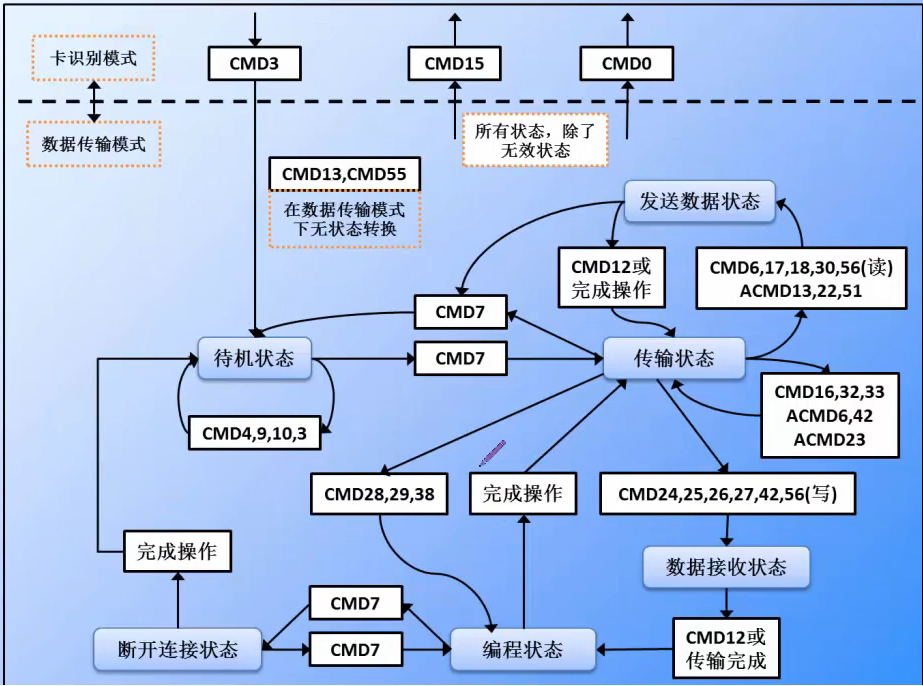 卡识别模式
CMD3
CMD15
CMD0
数据传输模式
所有状态，除了
无效状态
CMD13,CMD55
在数据传输模式
下无状态转换
发送数据状态
CMD12或
完成操作
CMD6,17,18,30,56(读)
ACMD13,22,51
CMD7
待机状态
CMD7
传输状态
CMD16,32,33
ACMD6,42
ACMD23
CMD4,9,10,3
CMD28,29,38
完成操作
CMD24,25,26,27,42,56(写)
完成操作
数据接收状态
CMD7
断开连接状态
CMD7
编程状态
CMD12或
传输完成